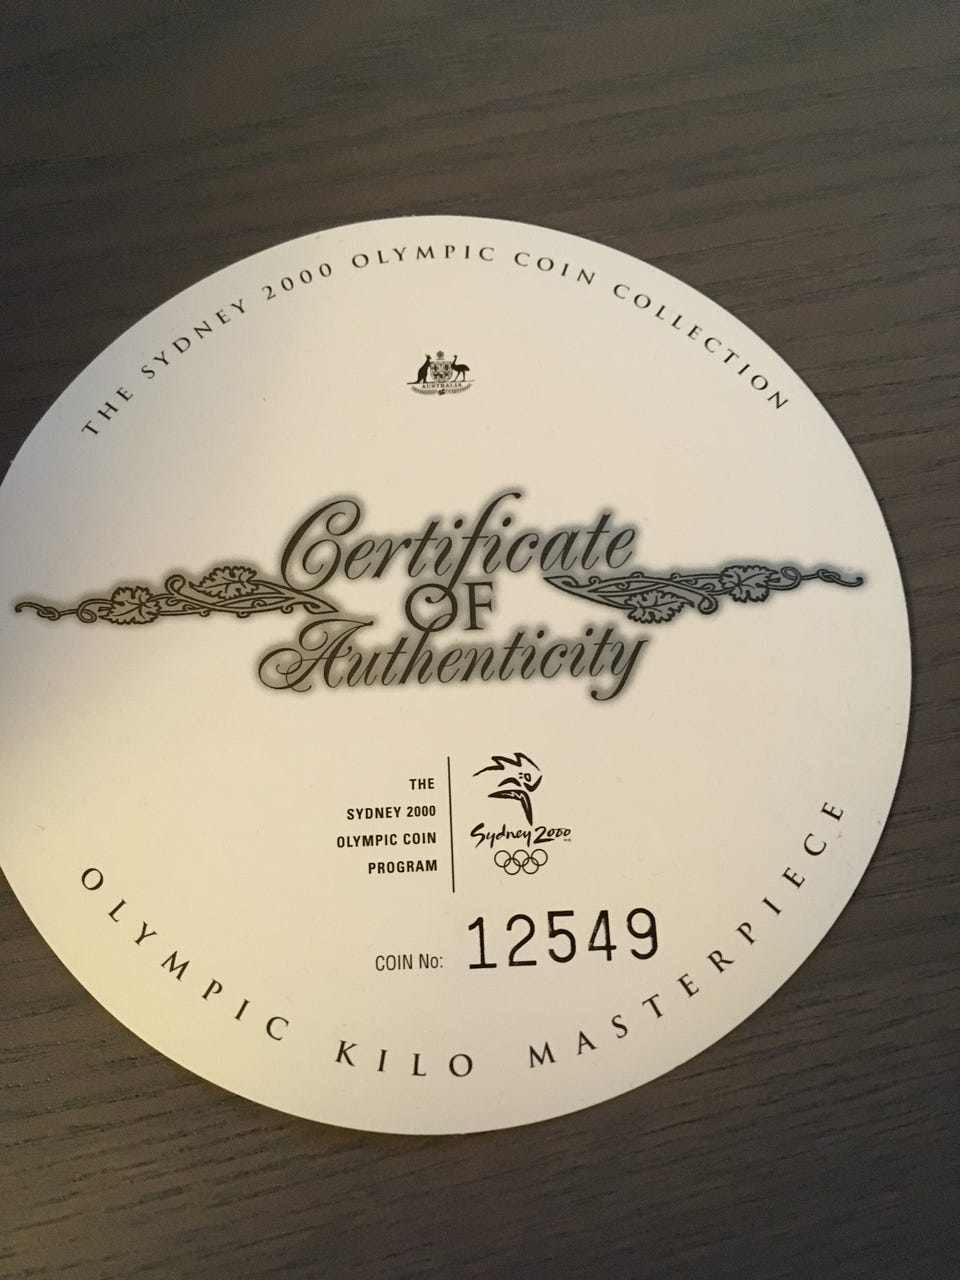 THE SYDNEY 2000 OLYMPIC COIN COLLECTION
AUSTRALIA
Certificate
OF
Authenticity
THE
SYDNEY 2000
OLYMPIC COIN
PROGRAM
Sydney 2000
COIN No: 12549
OLYMPIC KILO MASTERPIECE